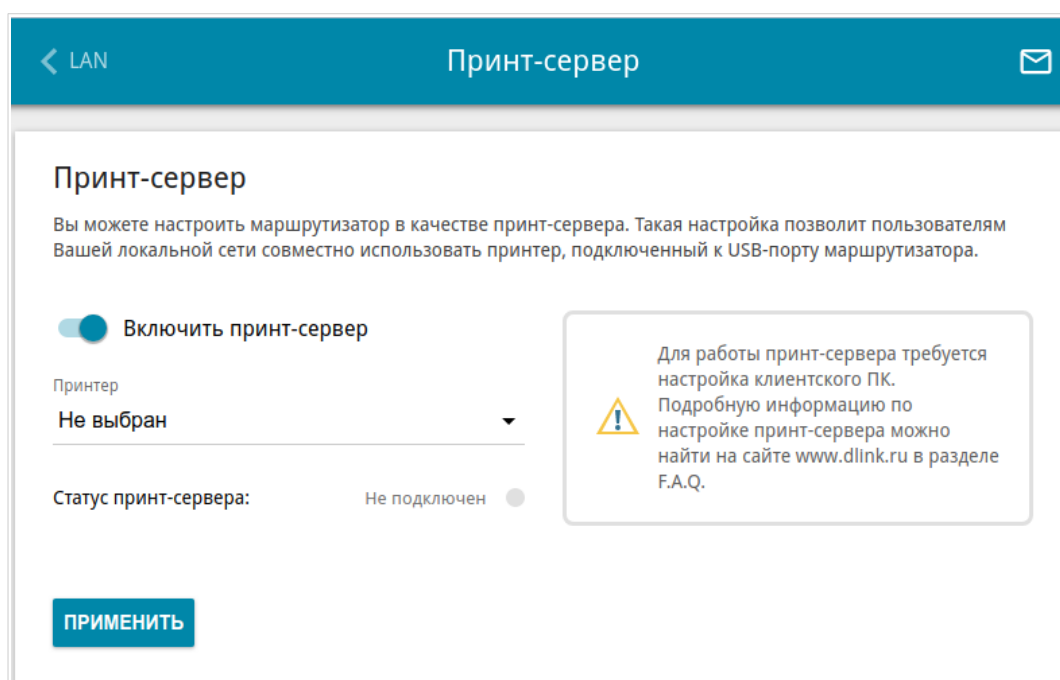 LAN
Принт-сервер
Принт-сервер
Вы можете настроить маршрутизатор в качестве принт-сервера. Такая настройка позволит пользователям
Вашей локальной сети совместно использовать принтер, подключенный к USB-порту маршрутизатора.
Включить принт-сервер
Принтер
Не выбран
Статус принт-сервера:
Не подключен
Для работы принт-сервера требуется
настройка клиентского ПК.
Подробную информацию по
настройке принт-сервера можно
найти на сайте www.dlink.ru в разделе
F.A.Q.
ПРИМЕНИТЬ